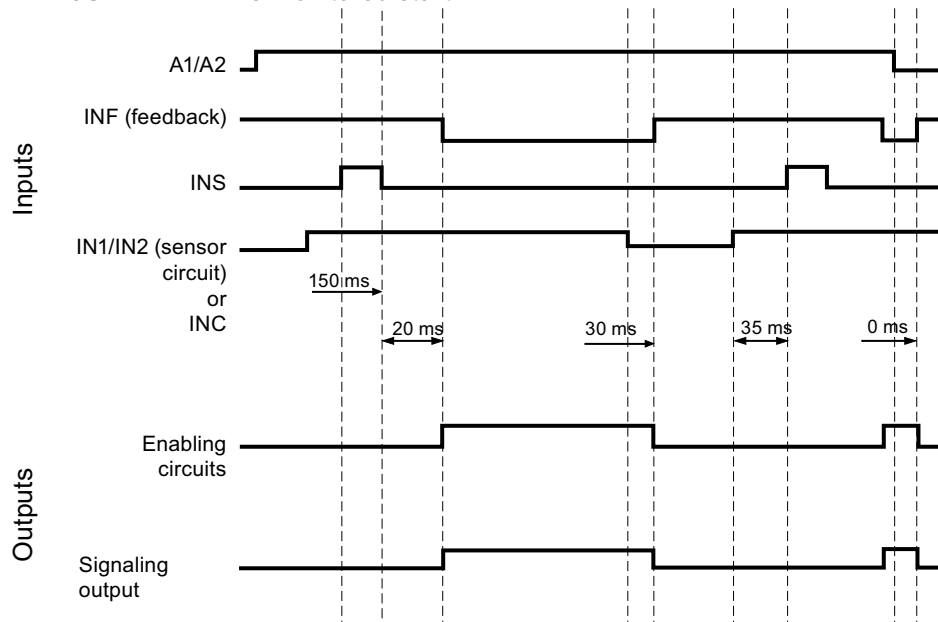 A1/A2
INF (feedback)
INS
IN1/IN2 (sensor
circuit)
or
INC
Inputs
150 ms
20 ms
30 ms
35 ms
0 ms
Enabling
circuits
Signaling
output
Outputs